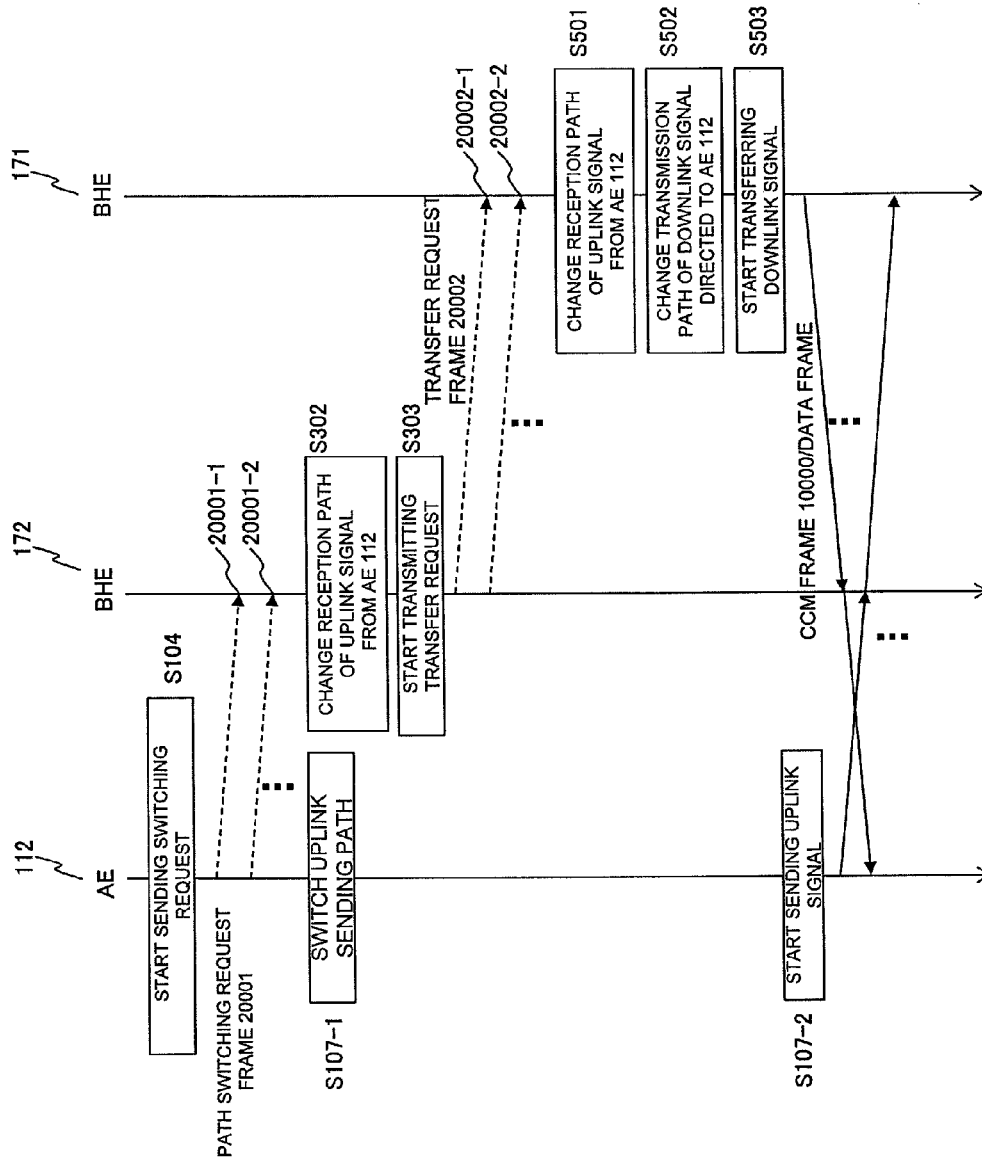 112
AE
172
BHE
171
BHE
START SENDING SWITCHING
REQUEST
S104
PATH SWITCHING REQUEST
FRAME 20001
20001-1
20001-2
SWITCH UPLINK
SENDING PATH
S107-1
CHANGE RECEPTION PATH
OF UPLINK SIGNAL
FROM AE 112
S302
START TRANSMITTING
TRANSFER REQUEST
S303
TRANSFER REQUEST
FRAME 20002
20002-1
20002-2
CHANGE RECEPTION PATH
OF UPLINK SIGNAL
FROM AE 112
S501
CHANGE TRANSMISSION
PATH OF DOWNLINK SIGNAL
DIRECTED TO AE 112
S502
START TRANSFERRING
DOWNLINK SIGNAL
S503
START SENDING UPLINK
SIGNAL
S107-2
CCM FRAME 10000/DATA FRAME